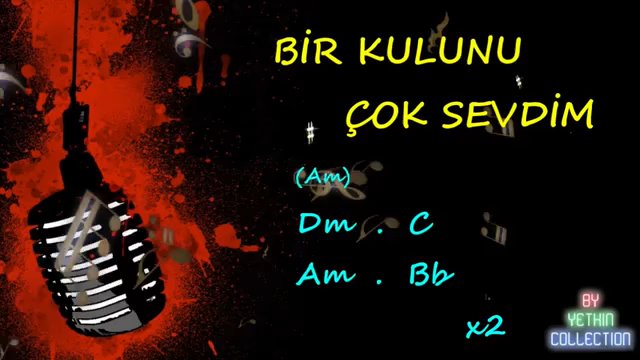 BİR KULUNU
ÇOK SEVDİM
(Am)
Dm . C
Am . Bb
x2
BY
YETHIN
COLLECTION